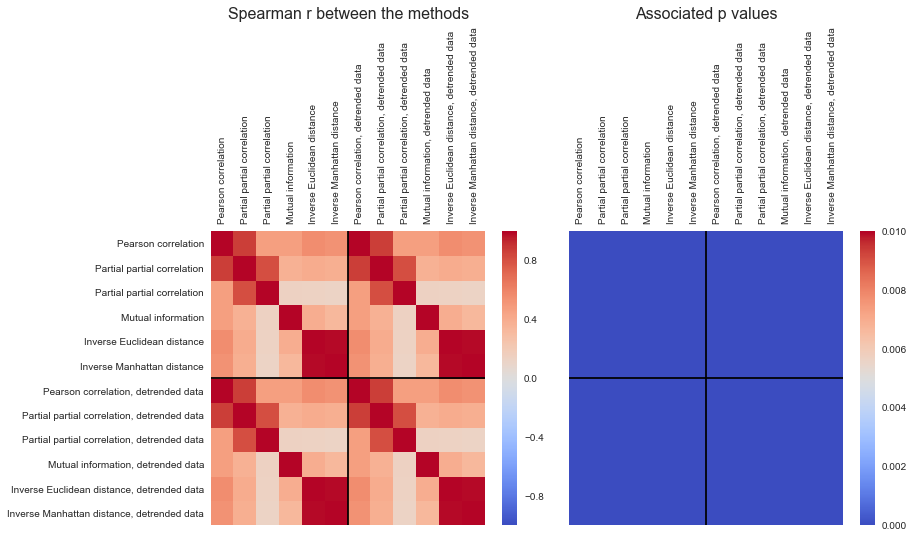 Spearman r between the methods
Pearson correlation
Partial partial correlation
Partial partial correlation
Mutual information
Inverse Euclidean distance
Inverse Manhattan distance
Pearson correlation, detrended data
Partial partial correlation, detrended data
Partial partial correlation, detrended data
Mutual information, detrended data
Inverse Euclidean distance, detrended data
Inverse Manhattan distance, detrended data
Pearson correlation
Partial partial correlation
Partial partial correlation
Mutual information
Inverse Euclidean distance
Inverse Manhattan distance
Pearson correlation, detrended data
Partial partial correlation, detrended data
Partial partial correlation, detrended data
Mutual information, detrended data
Inverse Euclidean distance, detrended data
Inverse Manhattan distance, detrended data
0.8
0.4
0.0
−0.4
−0.8
Associated p values
Pearson correlation
Partial partial correlation
Partial partial correlation
Mutual information
Inverse Euclidean distance
Inverse Manhattan distance
Pearson correlation, detrended data
Partial partial correlation, detrended data
Partial partial correlation, detrended data
Mutual information, detrended data
Inverse Euclidean distance, detrended data
Inverse Manhattan distance, detrended data
0.010
0.008
0.006
0.004
0.002
0.000